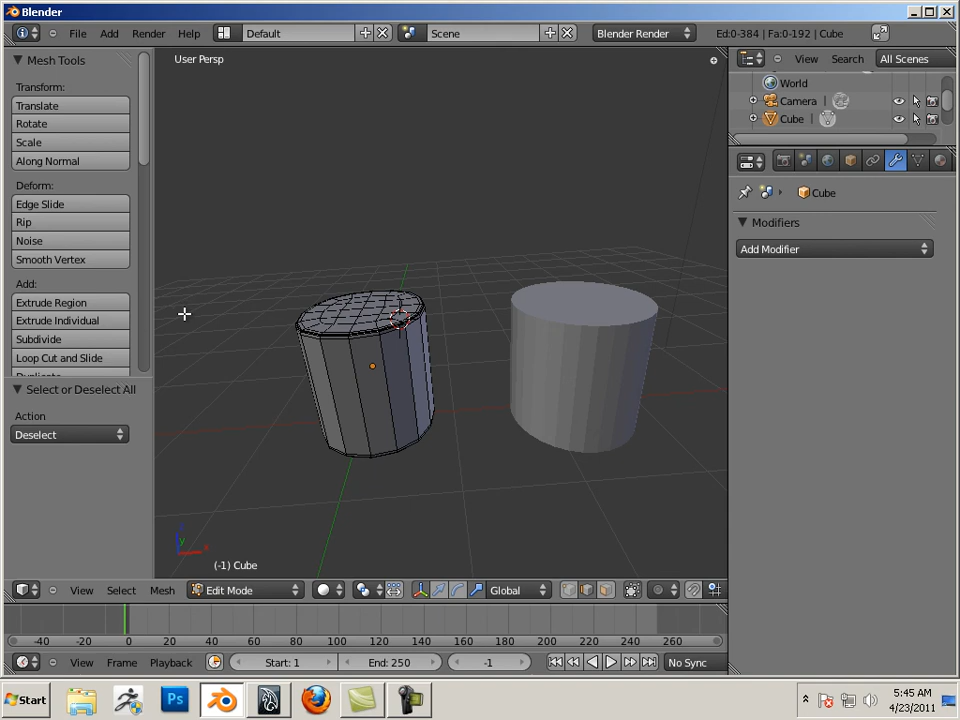 Blender
File Add Render Help Default Scene Blender Render Ed:0-384 | Fa:0-192 | Cube
Mesh Tools
Transform:
Translate
Rotate
Scale
Along Normal
Deform:
Edge Slide
Rip
Noise
Smooth Vertex
Add:
Extrude Region
Extrude Individual
Subdivide
Loop Cut and Slide
Select or Deselect All
Action
Deselect
User Persp
y
x
(-1) Cube
View Search All Scenes
World
Camera
Cube
Cube
Modifiers
Add Modifier
View Select Mesh Edit Mode Global
-40 -20 0 20 40 60 80 100 120 140 160 180 200 220 240 260
View Frame Playback Start: 1 End: 250 -1 No Sync
Start Ps 5:45 AM
4/23/2011